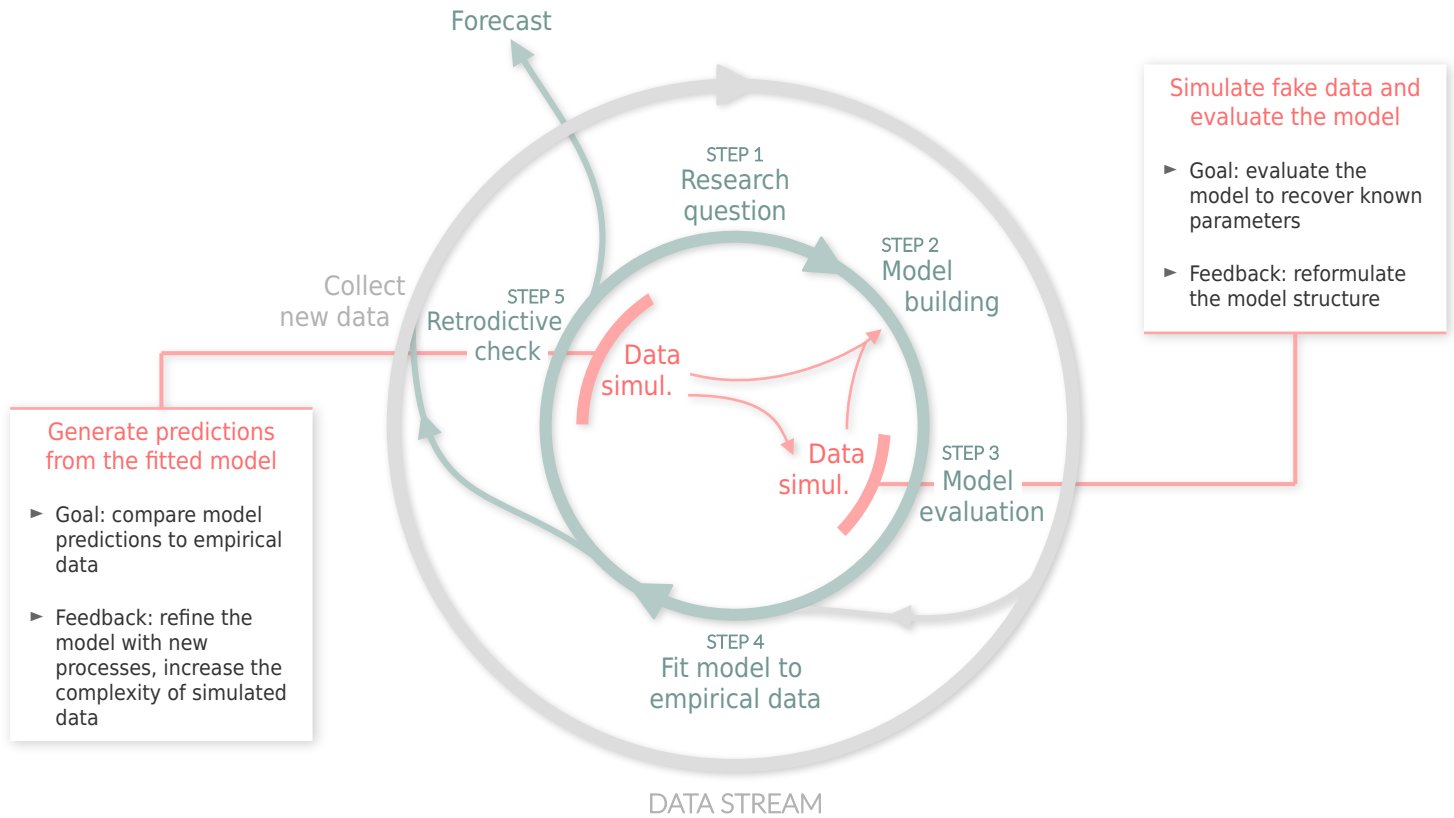 Forecast
Simulate fake data and
evaluate the model
► Goal: evaluate the
model to recover known
parameters
► Feedback: reformulate
the model structure
STEP 1
Research
question
STEP 2
Model
building
Collect
new data
STEP 5
Retrodictive
check
Data
simul.
Data
simul.
STEP 3
Model
evaluation
Generate predictions
from the fitted model
► Goal: compare model
predictions to empirical
data
► Feedback: refine the
model with new
processes, increase the
complexity of simulated
data
STEP 4
Fit model to
empirical data
DATA STREAM